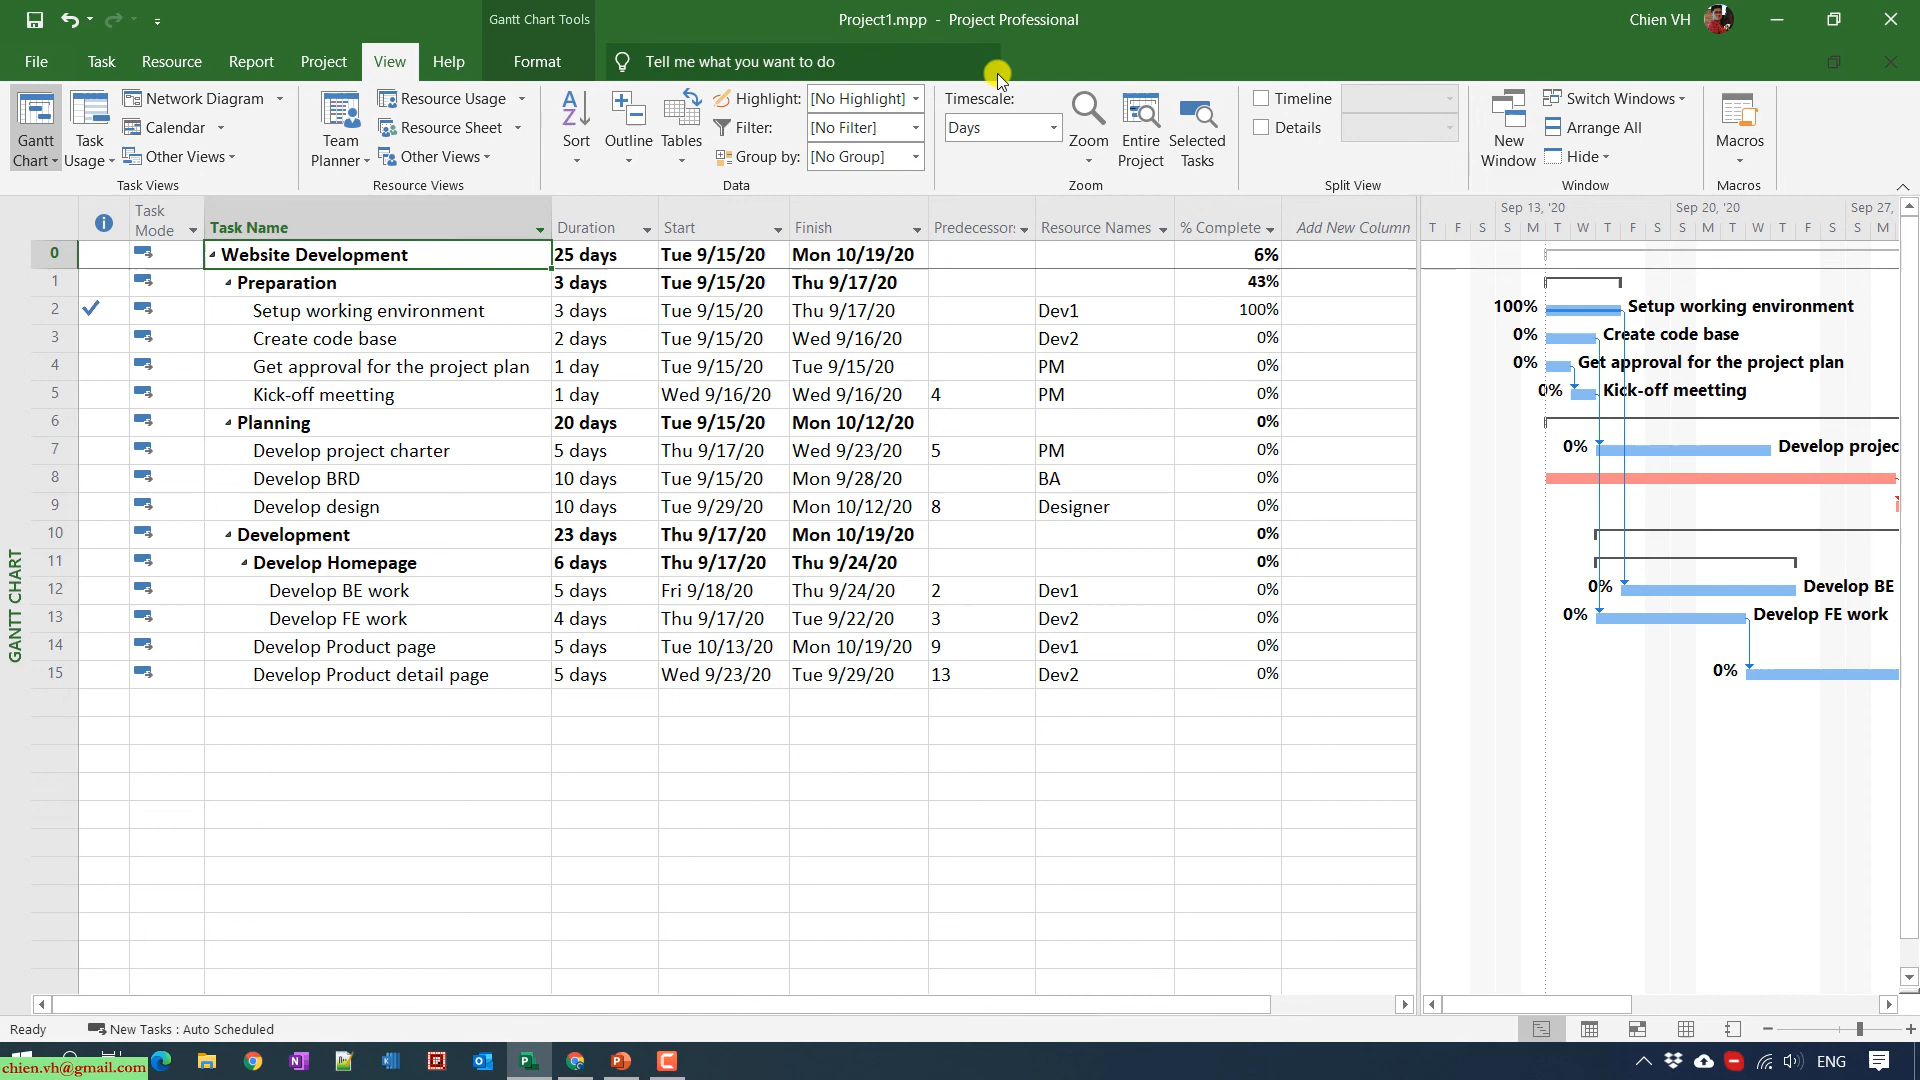 Gantt Chart Tools
Project1.mpp - Project Professional
Chien VH
File Task Resource Report Project View Help Format Tell me what you want to do
Gantt Chart
Task Usage
Network Diagram
Calendar
Other Views
Task Views
Team Planner
Resource Usage
Resource Sheet
Other Views
Resource Views
Sort
Outline
Tables
Highlight: [No Highlight]
Filter: [No Filter]
Group by: [No Group]
Data
Timescale:
Days
Zoom
Entire Project
Selected Tasks
Zoom
Timeline
Details
Split View
New Window
Switch Windows
Arrange All
Hide
Window
Macros
Macros
Task Mode Task Name Duration Start Finish Predecessors Resource Names % Complete Add New Column
0 Website Development 25 days Tue 9/15/20 Mon 10/19/20 6%
1 Preparation 3 days Tue 9/15/20 Thu 9/17/20 43%
2 Setup working environment 3 days Tue 9/15/20 Thu 9/17/20 Dev1 100%
3 Create code base 2 days Tue 9/15/20 Wed 9/16/20 Dev2 0%
4 Get approval for the project plan 1 day Tue 9/15/20 Tue 9/15/20 PM 0%
5 Kick-off meetting 1 day Wed 9/16/20 Wed 9/16/20 4 PM 0%
6 Planning 20 days Tue 9/15/20 Mon 10/12/20 0%
7 Develop project charter 5 days Thu 9/17/20 Wed 9/23/20 5 PM 0%
8 Develop BRD 10 days Tue 9/15/20 Mon 9/28/20 BA 0%
9 Develop design 10 days Tue 9/29/20 Mon 10/12/20 8 Designer 0%
10 Development 23 days Thu 9/17/20 Mon 10/19/20 0%
11 Develop Homepage 6 days Thu 9/17/20 Thu 9/24/20 0%
12 Develop BE work 5 days Fri 9/18/20 Thu 9/24/20 2 Dev1 0%
13 Develop FE work 4 days Thu 9/17/20 Tue 9/22/20 3 Dev2 0%
14 Develop Product page 5 days Tue 10/13/20 Mon 10/19/20 9 Dev1 0%
15 Develop Product detail page 5 days Wed 9/23/20 Tue 9/29/20 13 Dev2 0%
Sep 13, '20 Sep 20, '20 Sep 27,
T F S S M T W T F S S M T W T F S S M
100% Setup working environment
0% Create code base
0% Get approval for the project plan
0% Kick-off meetting
0% Develop projec
0% Develop BE
0% Develop FE work
0%
GANTT CHART
Ready New Tasks : Auto Scheduled
chien.vh@gmail.com
ENG